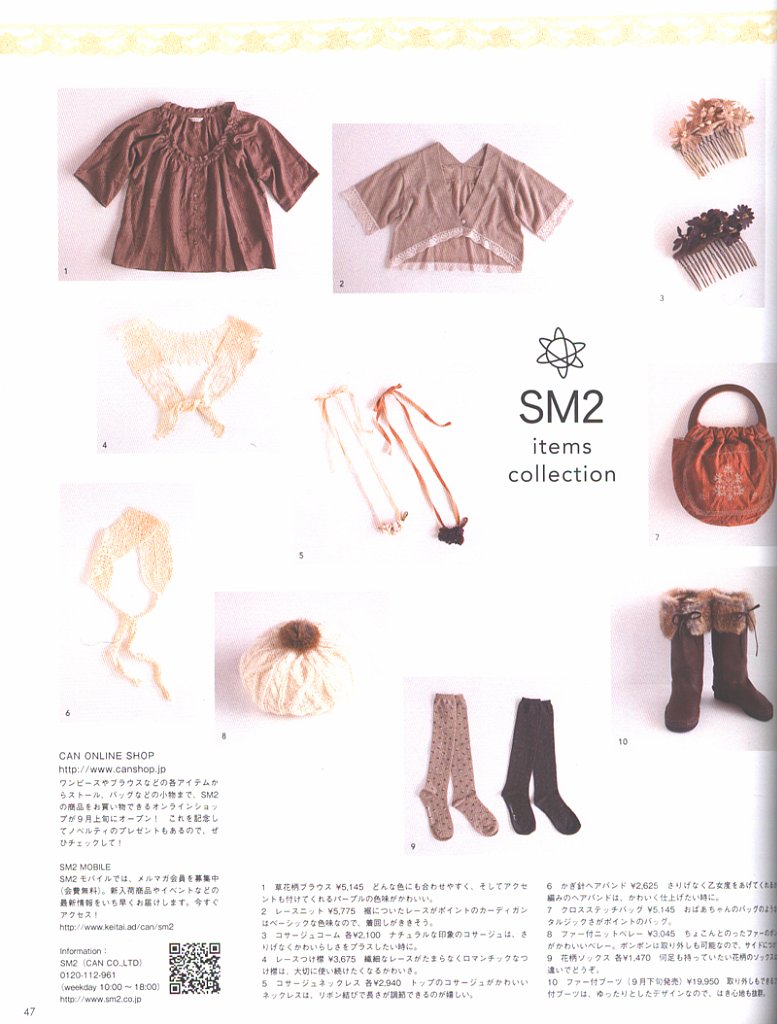 1
2
3
SM2
items
collection
4
5
6
7
8
9
10
CAN ONLINE SHOP
http://www.canshop.jp
ワンピースやブラウスなどの各アイテムか
らストール、バッグなどの小物まで、SM2
の商品をお買い物できるオンラインショッ
プが9月上旬にオープン！ これを記念し
てノベルティのプレゼントもあるので、ぜ
ひチェックして！
SM2 MOBILE
SM2モバイルでは、メルマガ会員を募集中
(会費無料)。新入荷商品やイベントなどの
最新情報をいち早くお届けします。今すぐ
アクセス！
http://www.keitai.ad/can/sm2
Information :
SM2（CAN CO.,LTD）
0120-112-961
(weekday 10:00 〜 18:00)
http://www.sm2.co.jp
1 草花柄ブラウス ¥5,145 どんな色にも合わせやすく、そしてアクセン
トも付けてくれるパープルの色味がかわいい。
2 レースニット ¥5,775 裾についたレースがポイントのカーディガン
はベーシックな色味なので、着回しがききそう。
3 コサージュコーム 各¥2,100 ナチュラルな印象のコサージュは、さ
りげなくかわいらしさをプラスしたい時に。
4 レースつけ襟 ¥3,675 繊細なレースがたまらなくロマンチックなつ
け襟は、大切に使い続けたくなるかわいさ。
5 コサージュネックレス 各¥2,940 トップのコサージュがかわいい
ネックレスは、リボン結びで長さが調節できるのが嬉しい。
6 かぎ針ヘアバンド ¥2,625 さりげなく乙女度をあげてくれる
編みのヘアバンドは、かわいく仕上げたい時に。
7 クロスステッチバッグ ¥5,145 おばあちゃんのバッグのよう
タルジックさがポイントのバッグ。
8 ファー付ニットベレー ¥3,045 ちょこんとのったファーのポン
がかわいいベレー。ボンボンは取り外しも可能なので、サイドにつ
9 花柄ソックス 各¥1,470 何足も持っていたい花柄のソックスは
違いでどうぞ。
10 ファー付ブーツ（9月下旬発売）¥19,950 取り外しもできる
付ブーツは、ゆったりとしたデザインなので、はき心地も抜群。
47